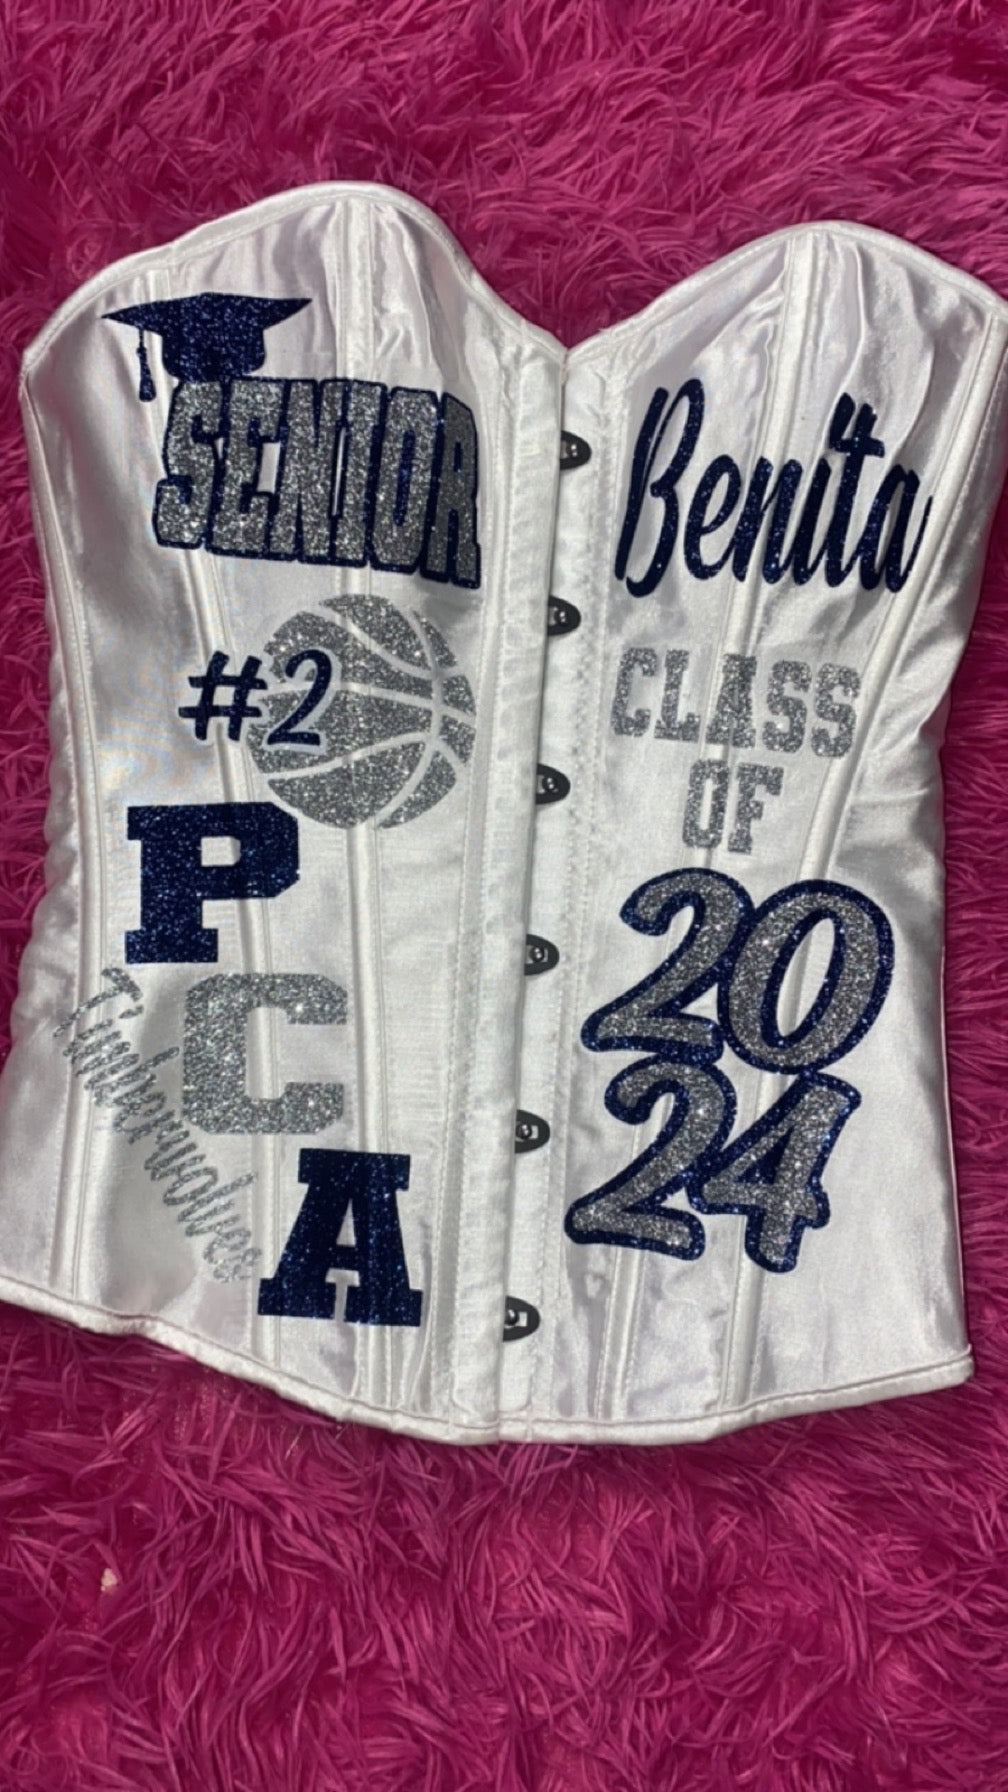 SENIOR
#2
P
C
A
Timberwolves
Benita
CLASS
OF
20
24